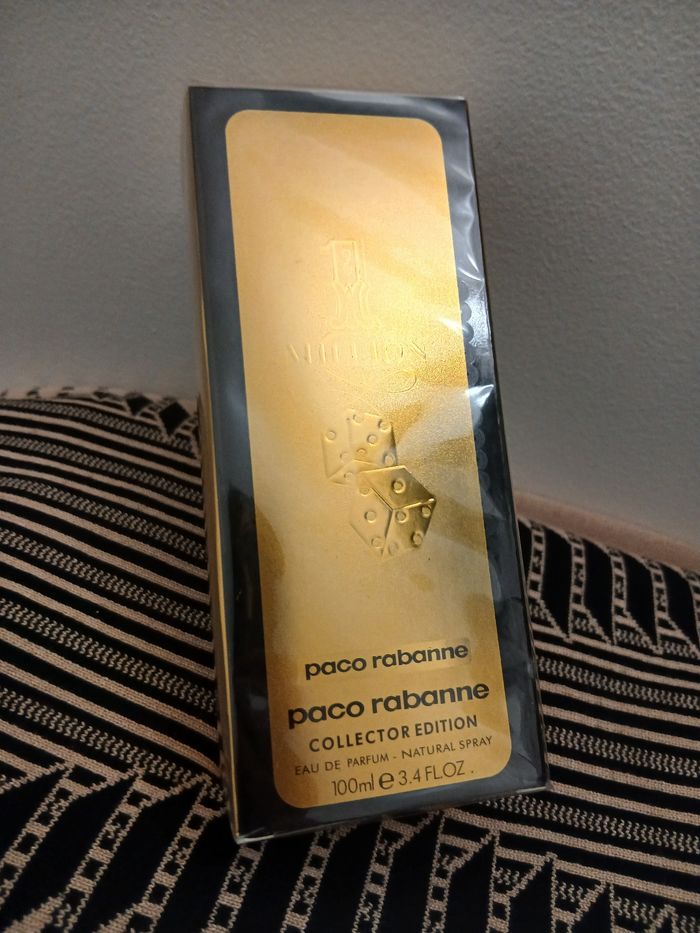 1
MILLION
paco rabanne
paco rabanne
COLLECTOR EDITION
EAU DE PARFUM - NATURAL SPRAY
100ml e 3.4 FL.OZ .